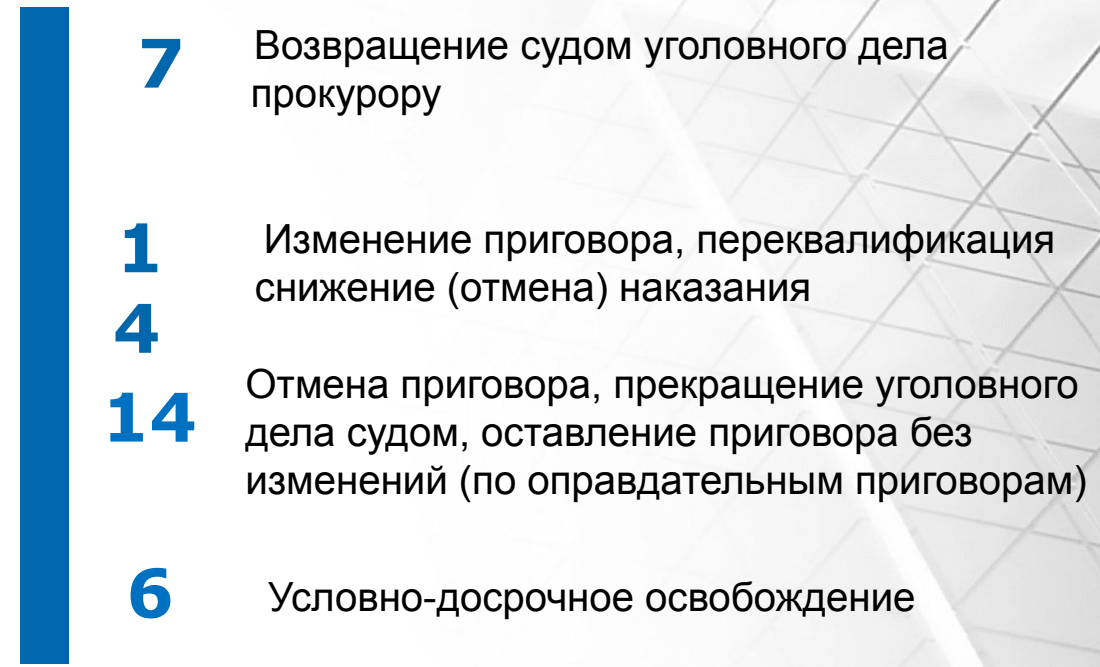 7
Возвращение судом уголовного дела
прокурору
1
4
Изменение приговора, переквалификация
снижение (отмена) наказания
14
Отмена приговора, прекращение уголовного
дела судом, оставление приговора без
изменений (по оправдательным приговорам)
6
Условно-досрочное освобождение